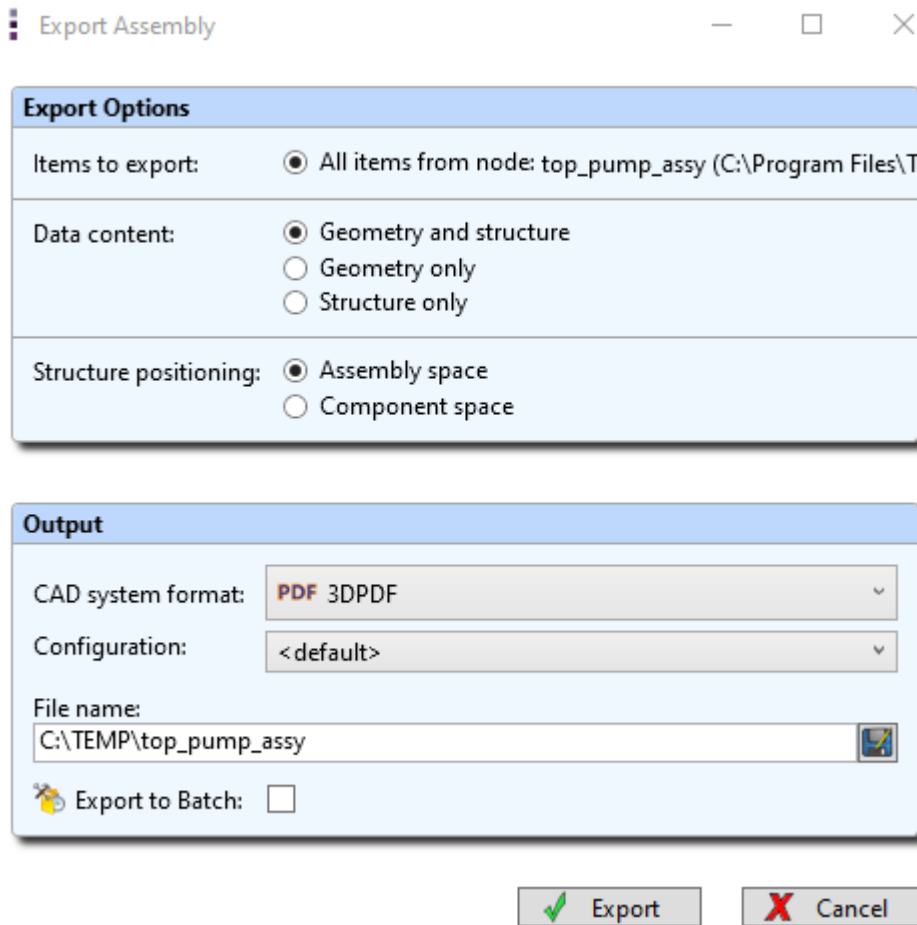 Export Assembly
Export Options
Items to export: All items from node: top_pump_assy (C:\Program Files\T
Data content: Geometry and structure
Geometry only
Structure only
Structure positioning: Assembly space
Component space
Output
CAD system format: PDF 3DPDF
Configuration: <default>
File name:
C:\TEMP\top_pump_assy
Export to Batch:
Export Cancel